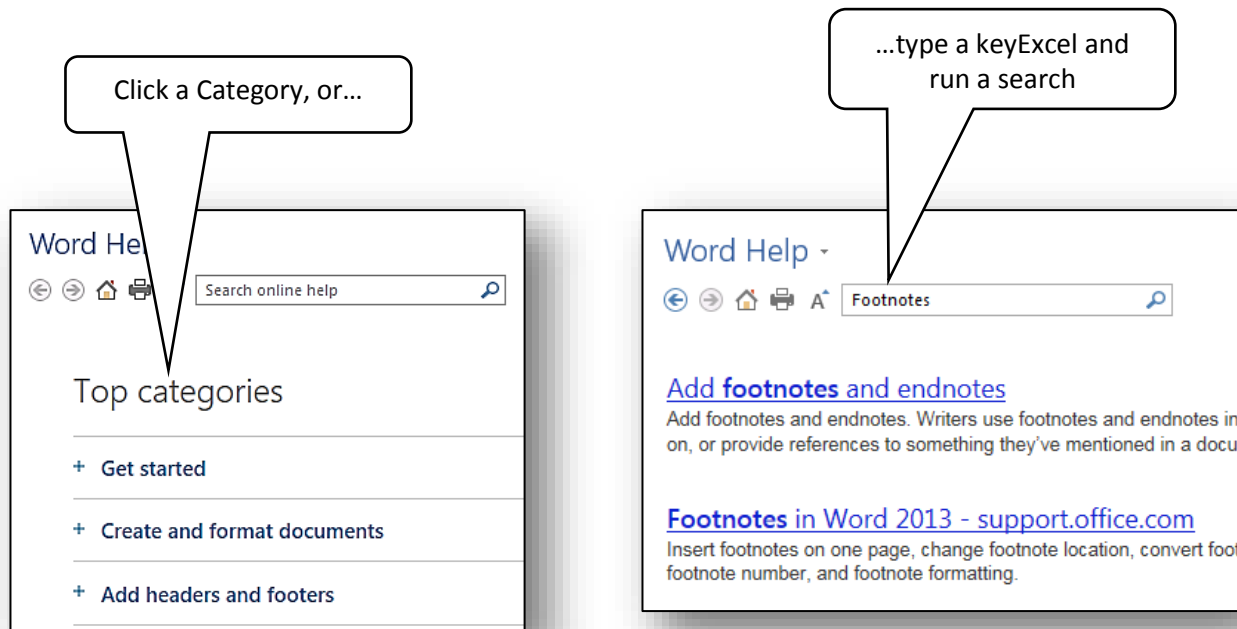 Click a Category, or…
…type a keyExcel and
run a search
Word He
Search online help
Top categories
+ Get started
+ Create and format documents
+ Add headers and footers
Word Help
A
Footnotes
Add footnotes and endnotes
Add footnotes and endnotes. Writers use footnotes and endnotes in
on, or provide references to something they've mentioned in a docu
Footnotes in Word 2013 - support.office.com
Insert footnotes on one page, change footnote location, convert foot
footnote number, and footnote formatting.